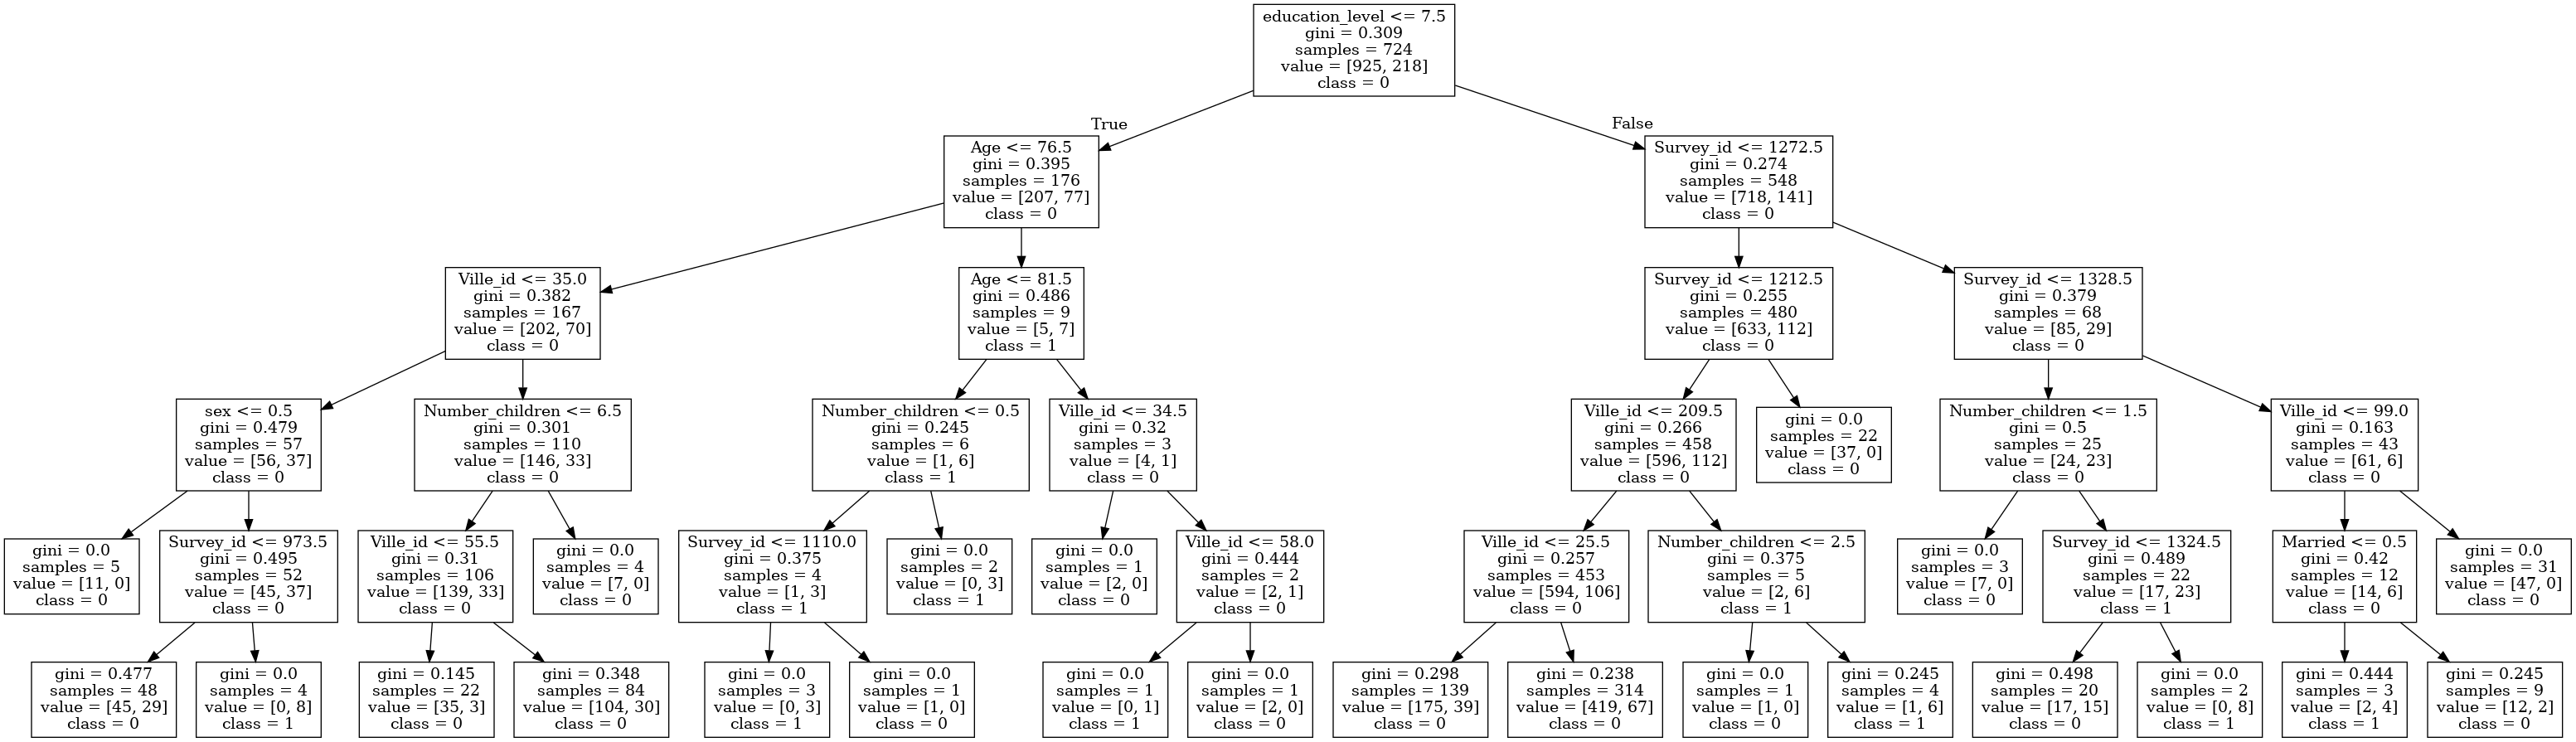 education_level <= 7.5
gini = 0.309
samples = 724
value = [925, 218]
class = 0
True
False
Age <= 76.5
gini = 0.395
samples = 176
value = [207, 77]
class = 0
Survey_id <= 1272.5
gini = 0.274
samples = 548
value = [718, 141]
class = 0
Ville_id <= 35.0
gini = 0.382
samples = 167
value = [202, 70]
class = 0
Age <= 81.5
gini = 0.486
samples = 9
value = [5, 7]
class = 1
Survey_id <= 1212.5
gini = 0.255
samples = 480
value = [633, 112]
class = 0
Survey_id <= 1328.5
gini = 0.379
samples = 68
value = [85, 29]
class = 0
sex <= 0.5
gini = 0.479
samples = 57
value = [56, 37]
class = 0
Number_children <= 6.5
gini = 0.301
samples = 110
value = [146, 33]
class = 0
Number_children <= 0.5
gini = 0.245
samples = 6
value = [1, 6]
class = 1
Ville_id <= 34.5
gini = 0.32
samples = 3
value = [4, 1]
class = 0
Ville_id <= 209.5
gini = 0.266
samples = 458
value = [596, 112]
class = 0
gini = 0.0
samples = 22
value = [37, 0]
class = 0
Number_children <= 1.5
gini = 0.5
samples = 25
value = [24, 23]
class = 0
Ville_id <= 99.0
gini = 0.163
samples = 43
value = [61, 6]
class = 0
gini = 0.0
samples = 5
value = [11, 0]
class = 0
Survey_id <= 973.5
gini = 0.495
samples = 52
value = [45, 37]
class = 0
Ville_id <= 55.5
gini = 0.31
samples = 106
value = [139, 33]
class = 0
gini = 0.0
samples = 4
value = [7, 0]
class = 0
Survey_id <= 1110.0
gini = 0.375
samples = 4
value = [1, 3]
class = 1
gini = 0.0
samples = 2
value = [0, 3]
class = 1
gini = 0.0
samples = 1
value = [2, 0]
class = 0
Ville_id <= 58.0
gini = 0.444
samples = 2
value = [2, 1]
class = 0
Ville_id <= 25.5
gini = 0.257
samples = 453
value = [594, 106]
class = 0
Number_children <= 2.5
gini = 0.375
samples = 5
value = [2, 6]
class = 1
gini = 0.0
samples = 3
value = [7, 0]
class = 0
Survey_id <= 1324.5
gini = 0.489
samples = 22
value = [17, 23]
class = 1
Married <= 0.5
gini = 0.42
samples = 12
value = [14, 6]
class = 0
gini = 0.0
samples = 31
value = [47, 0]
class = 0
gini = 0.477
samples = 48
value = [45, 29]
class = 0
gini = 0.0
samples = 4
value = [0, 8]
class = 1
gini = 0.145
samples = 22
value = [35, 3]
class = 0
gini = 0.348
samples = 84
value = [104, 30]
class = 0
gini = 0.0
samples = 3
value = [0, 3]
class = 1
gini = 0.0
samples = 1
value = [1, 0]
class = 0
gini = 0.0
samples = 1
value = [0, 1]
class = 1
gini = 0.0
samples = 1
value = [2, 0]
class = 0
gini = 0.298
samples = 139
value = [175, 39]
class = 0
gini = 0.238
samples = 314
value = [419, 67]
class = 0
gini = 0.0
samples = 1
value = [1, 0]
class = 0
gini = 0.245
samples = 4
value = [1, 6]
class = 1
gini = 0.498
samples = 20
value = [17, 15]
class = 0
gini = 0.0
samples = 2
value = [0, 8]
class = 1
gini = 0.444
samples = 3
value = [2, 4]
class = 1
gini = 0.245
samples = 9
value = [12, 2]
class = 0